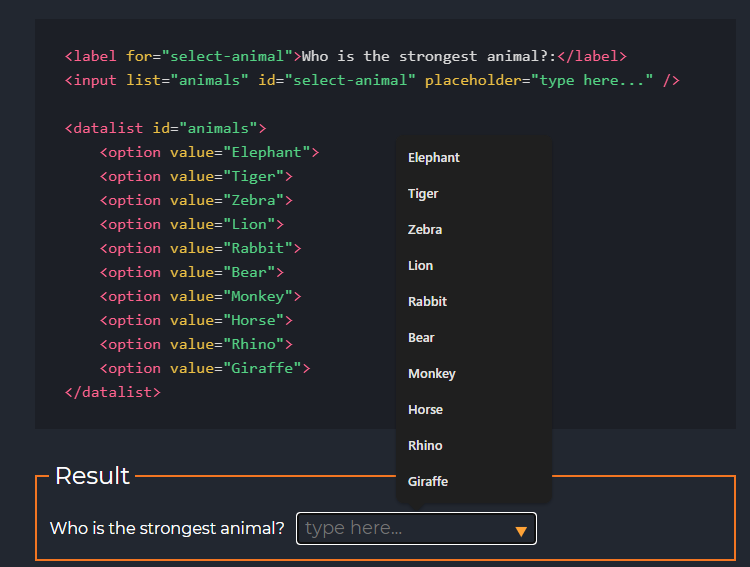 <label for="select-animal">Who is the strongest animal?:</label>
<input list="animals" id="select-animal" placeholder="type here..." />
<datalist id="animals">
<option value="Elephant">
<option value="Tiger">
<option value="Zebra">
<option value="Lion">
<option value="Rabbit">
<option value="Bear">
<option value="Monkey">
<option value="Horse">
<option value="Rhino">
<option value="Giraffe">
</datalist>
Elephant
Tiger
Zebra
Lion
Rabbit
Bear
Monkey
Horse
Rhino
Giraffe
Result
Who is the strongest animal? type here...